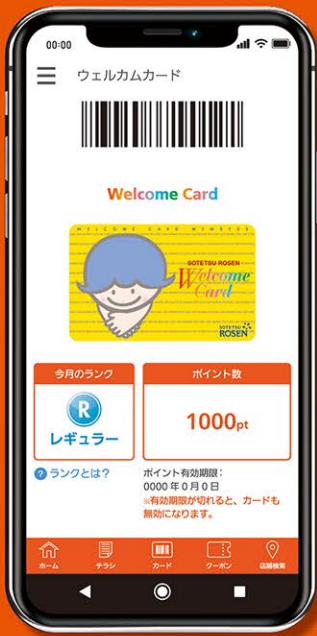 00:00
ウェルカムカード
Welcome Card
WELCOME CARD MEMBERS
SOTETSU ROSEN
Welcome
Card
SOTETSU
ROSEN
今月のランク
R
レギュラー
ランクとは?
ポイント数
1000pt
ポイント有効期限:
0000年0月0日
※有効期限が切れると、カードも
無効になります。
ホーム
チラシ
カード
クーポン
店舗検索